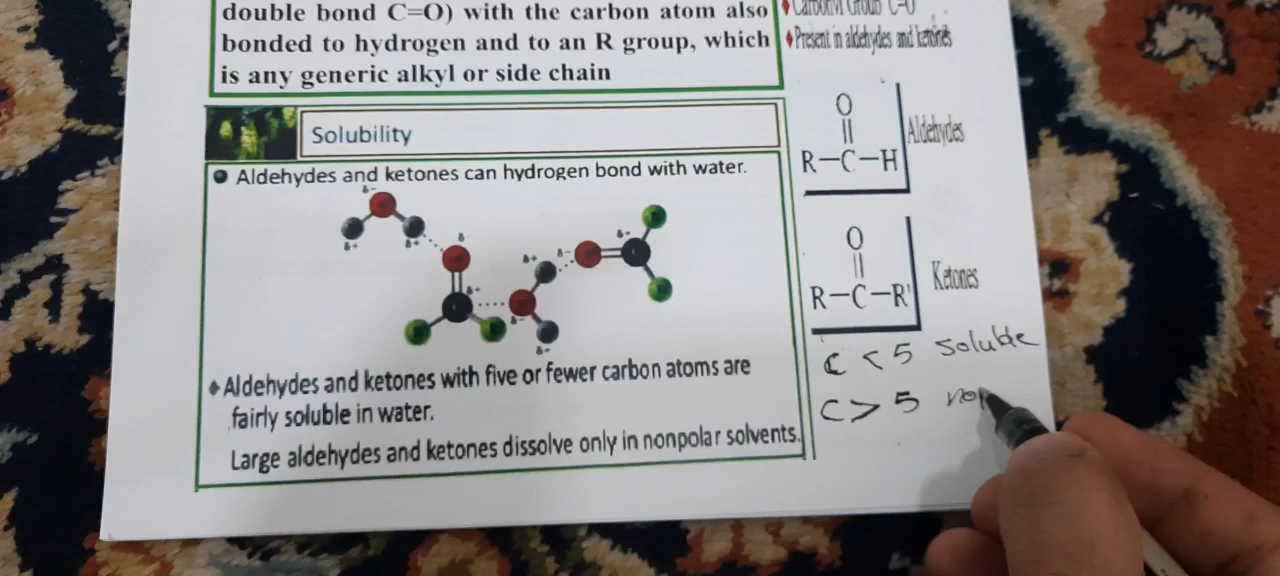 double bond C=O) with the carbon atom also
bonded to hydrogen and to an R group, which
is any generic alkyl or side chain
Carbonyl Group C=O
♦Present in aldehydes and ketones
Solubility
Aldehydes and ketones can hydrogen bond with water.
δ-
δ+
δ+
δ-
δ+
δ+
δ-
δ+
δ-
δ+
♦Aldehydes and ketones with five or fewer carbon atoms are
fairly soluble in water.
Large aldehydes and ketones dissolve only in nonpolar solvents.
O
||
R—C—H
Aldehydes
O
||
R—C—R'
Ketones
C < 5 soluble
C > 5